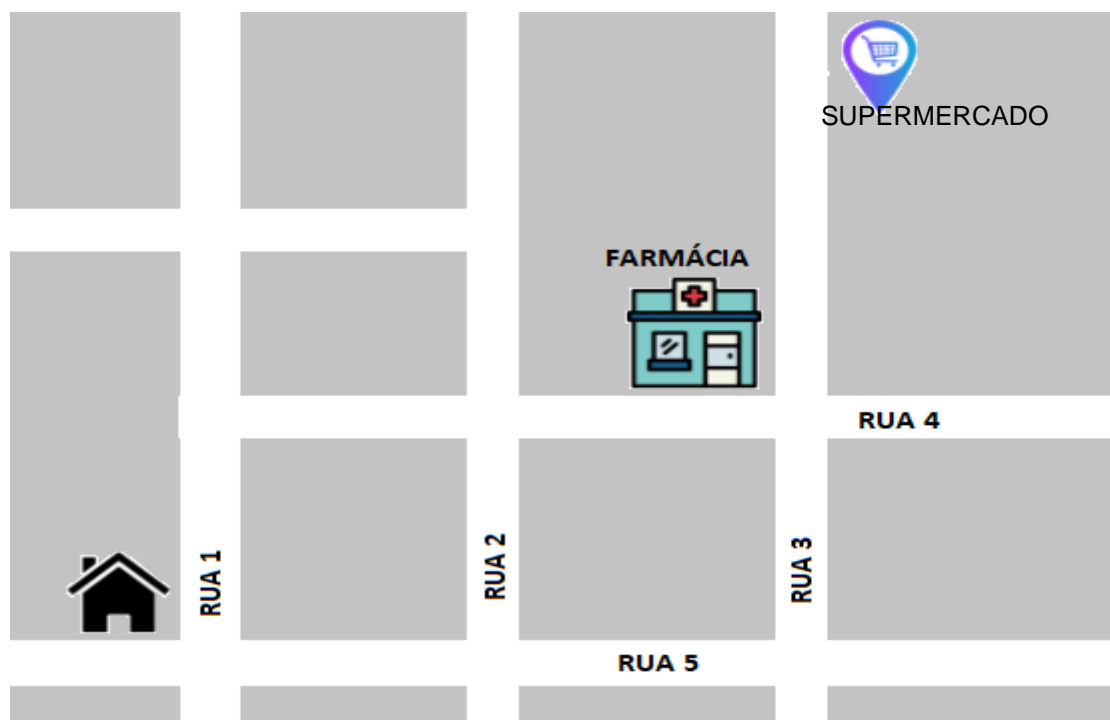 SUPERMERCADO
FARMÁCIA
RUA 4
RUA 1
RUA 2
RUA 3
RUA 5